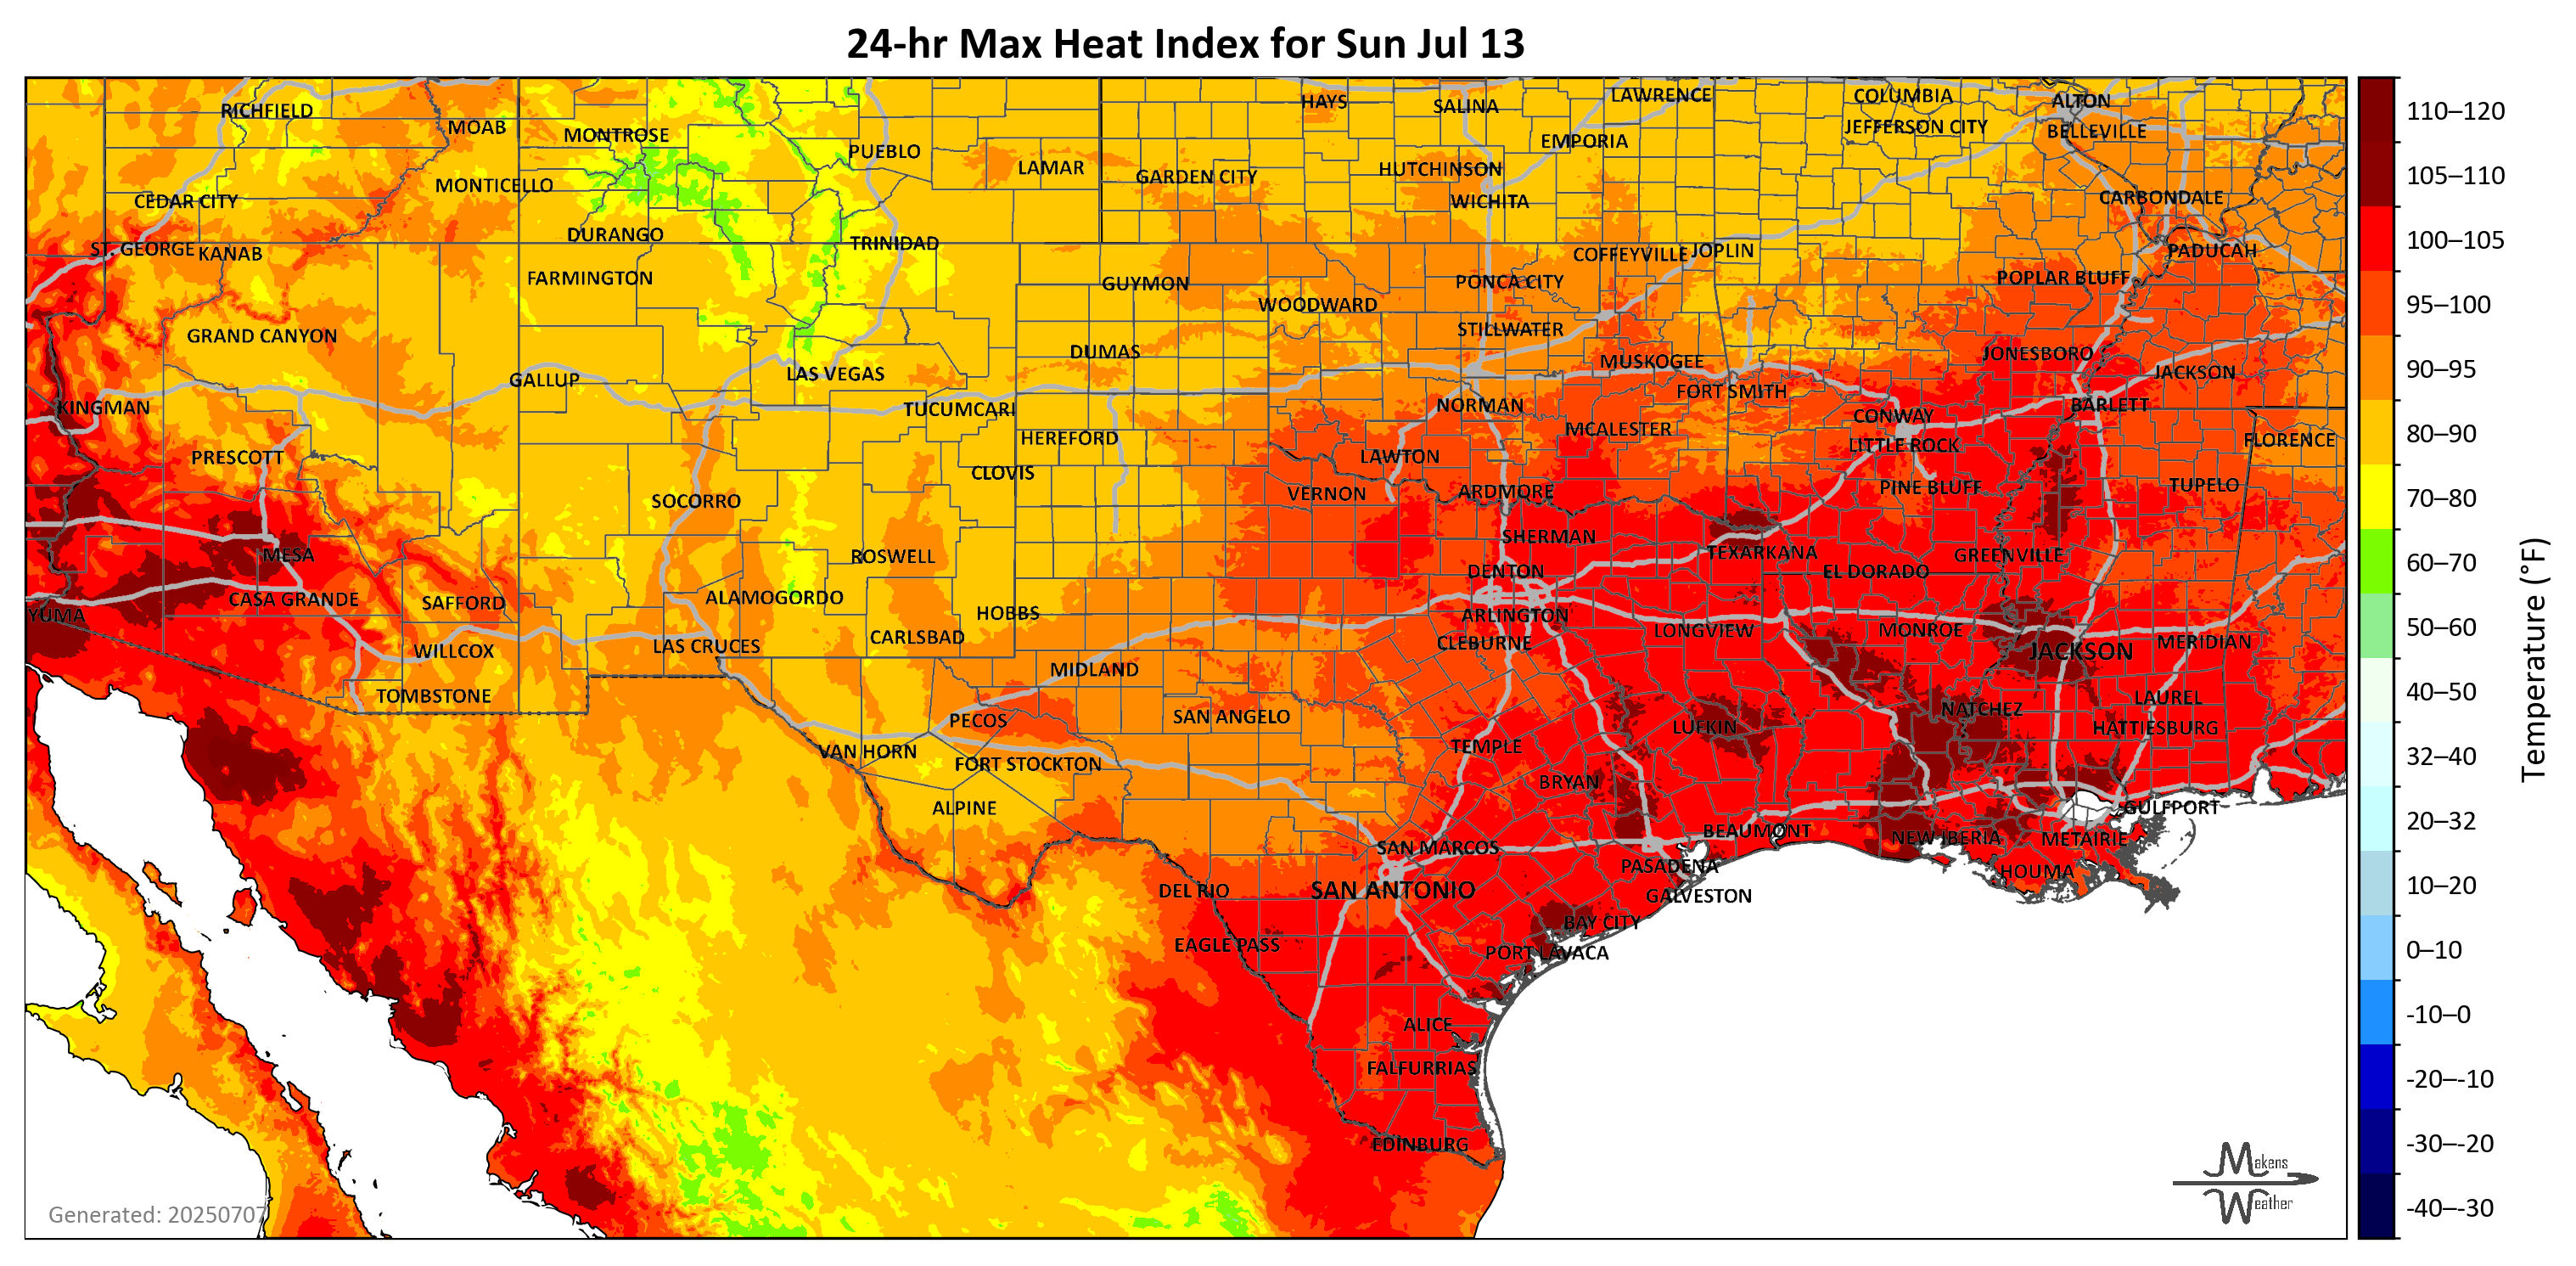 24-hr Max Heat Index for Sun Jul 13
RICHFIELD
MOAB
MONTROSE
PUEBLO
LAMAR
HAYS
SALINA
LAWRENCE
COLUMBIA
ALTON
JEFFERSON CITY
BELLEVILLE
EMPORIA
HUTCHINSON
GARDEN CITY
MONTICELLO
CEDAR CITY
WICHITA
CARBONDALE
DURANGO
TRINIDAD
ST. GEORGE
KANAB
COFFEYVILLE
JOPLIN
PADUCAH
FARMINGTON
GUYMON
PONCA CITY
POPLAR BLUFF
WOODWARD
GRAND CANYON
STILLWATER
DUMAS
MUSKOGEE
JONESBORO
LAS VEGAS
GALLUP
JACKSON
FORT SMITH
KINGMAN
TUCUMCARI
NORMAN
BARLETT
CONWAY
MCALESTER
HEREFORD
LITTLE ROCK
FLORENCE
PRESCOTT
LAWTON
CLOVIS
SOCORRO
VERNON
ARDMORE
PINE BLUFF
TUPELO
SHERMAN
MESA
ROSWELL
TEXARKANA
GREENVILLE
DENTON
EL DORADO
CASA GRANDE
SAFFORD
ALAMOGORDO
HOBBS
YUMA
ARLINGTON
LONGVIEW
MONROE
CARLSBAD
CLEBURNE
LAS CRUCES
WILLCOX
JACKSON
MERIDIAN
MIDLAND
TOMBSTONE
LAUREL
PECOS
SAN ANGELO
NATCHEZ
LUFKIN
HATTIESBURG
VAN HORN
FORT STOCKTON
TEMPLE
BRYAN
ALPINE
GULFPORT
BEAUMONT
NEW IBERIA
METAIRIE
SAN MARCOS
PASADENA
HOUMA
DEL RIO
SAN ANTONIO
GALVESTON
BAY CITY
EAGLE PASS
PORT LAVACA
ALICE
FALFURRIAS
EDINBURG
Generated: 20250707
Makens
Weather
110–120
105–110
100–105
95–100
90–95
80–90
70–80
60–70
50–60
40–50
32–40
20–32
10–20
0–10
-10–0
-20–-10
-30–-20
-40–-30
Temperature (°F)